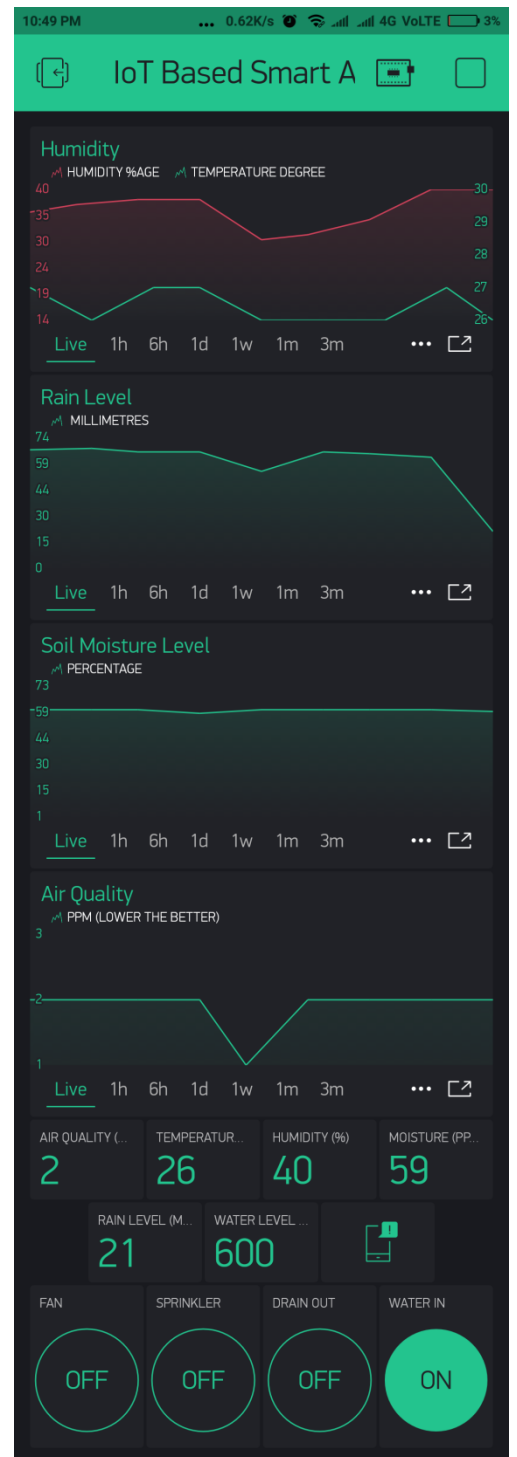 10:49 PM ... 0.62K/s 4G VoLTE 3%
IoT Based Smart A
Humidity
HUMIDITY %AGE TEMPERATURE DEGREE
40 30
35 29
30 28
24
19 27
14 26
Live 1h 6h 1d 1w 1m 3m ...
Rain Level
MILLIMETRES
74
59
44
30
15
0
Live 1h 6h 1d 1w 1m 3m ...
Soil Moisture Level
PERCENTAGE
73
59
44
30
15
1
Live 1h 6h 1d 1w 1m 3m ...
Air Quality
PPM (LOWER THE BETTER)
3
2
1
Live 1h 6h 1d 1w 1m 3m ...
AIR QUALITY (... TEMPERATUR... HUMIDITY (%) MOISTURE (PP...
2 26 40 59
RAIN LEVEL (M... WATER LEVEL ...
21 600
FAN SPRINKLER DRAIN OUT WATER IN
OFF OFF OFF ON